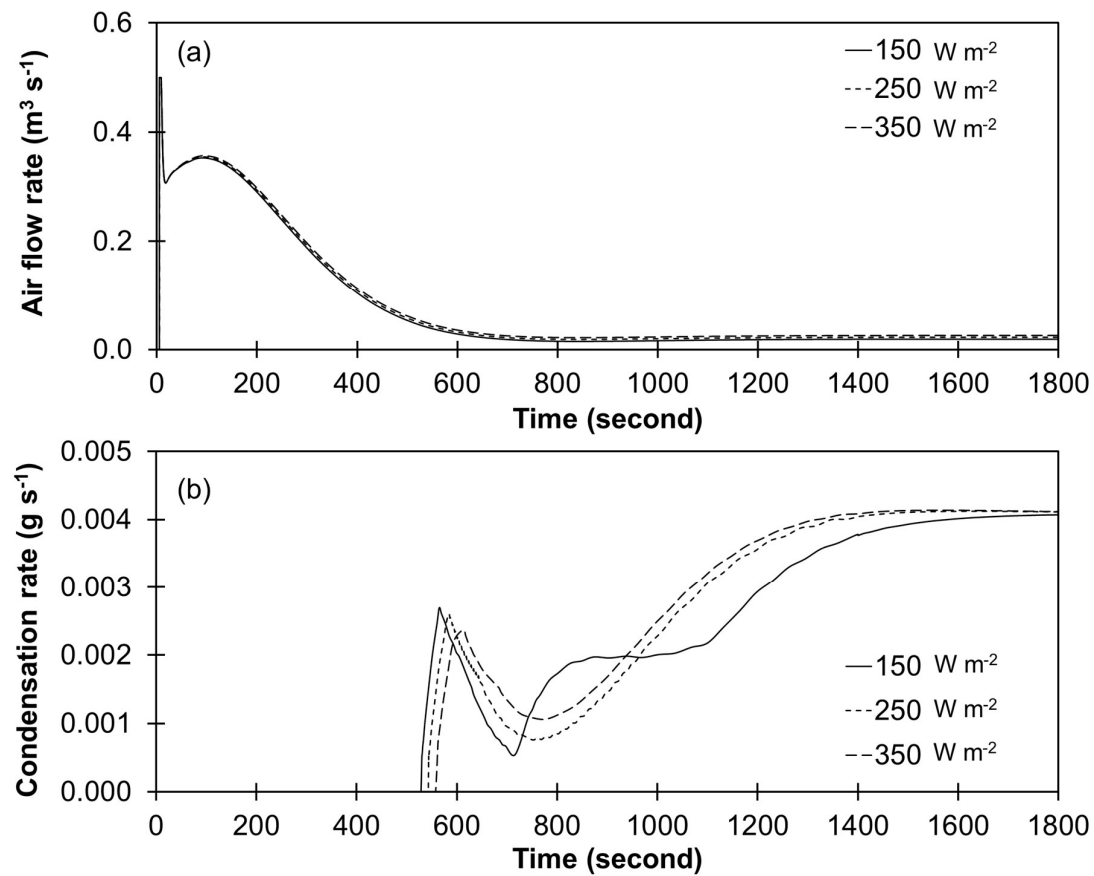 (a)
150 W m-2
250 W m-2
350 W m-2
Air flow rate (m3 s-1)
0.6
0.4
0.2
0.0
0 200 400 600 800 1000 1200 1400 1600 1800
Time (second)
(b)
Condensation rate (g s-1)
0.005
0.004
0.003
0.002
0.001
0.000
150 W m-2
250 W m-2
350 W m-2
0 200 400 600 800 1000 1200 1400 1600 1800
Time (second)